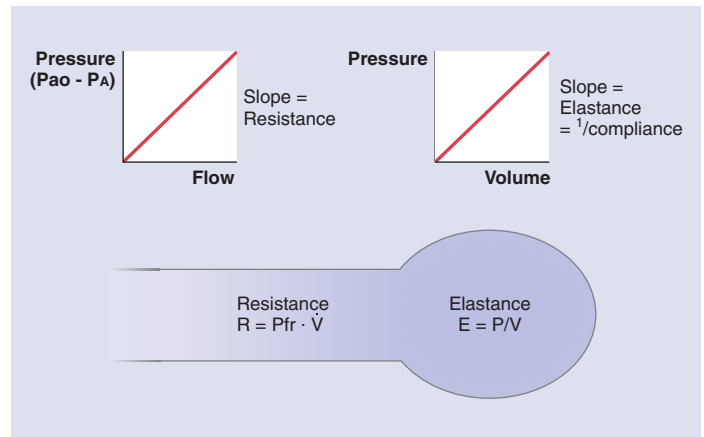 Pressure
(Pao - PA)
Slope =
Resistance
Flow
Pressure
Slope =
Elastance
= 1/compliance
Volume
Resistance
R = Pfr · V̇
Elastance
E = P/V